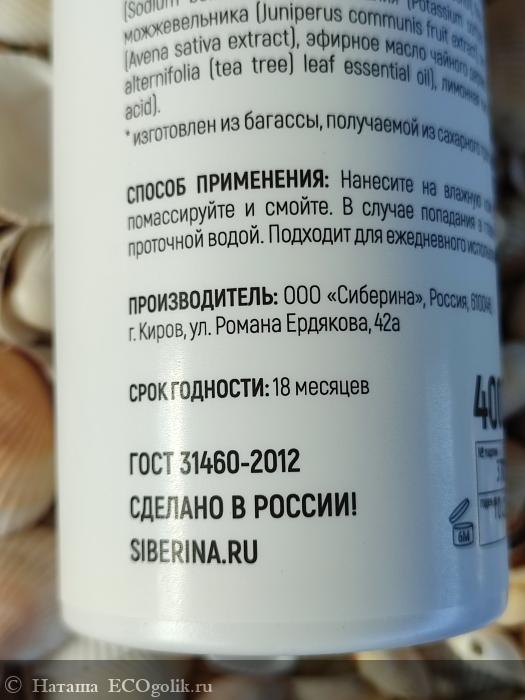 (Sodium
можжевельника (Juniperus communis fruit extract),
(Avena sativa extract), эфирное масло чайного
alternifolia (tea tree) leaf essential oil), лимонная
acid).
*изготовлен из багассы, получаемой из сахарного
СПОСОБ ПРИМЕНЕНИЯ: Нанесите на влажную
помассируйте и смойте. В случае попадания в
проточной водой. Подходит для ежедневного
ПРОИЗВОДИТЕЛЬ: ООО «Сиберина», Россия,
г. Киров, ул. Романа Ердякова, 42а
СРОК ГОДНОСТИ: 18 месяцев
ГОСТ 31460-2012
СДЕЛАНО В РОССИИ!
SIBERINA.RU
6M
© Наташа ECOgolik.ru